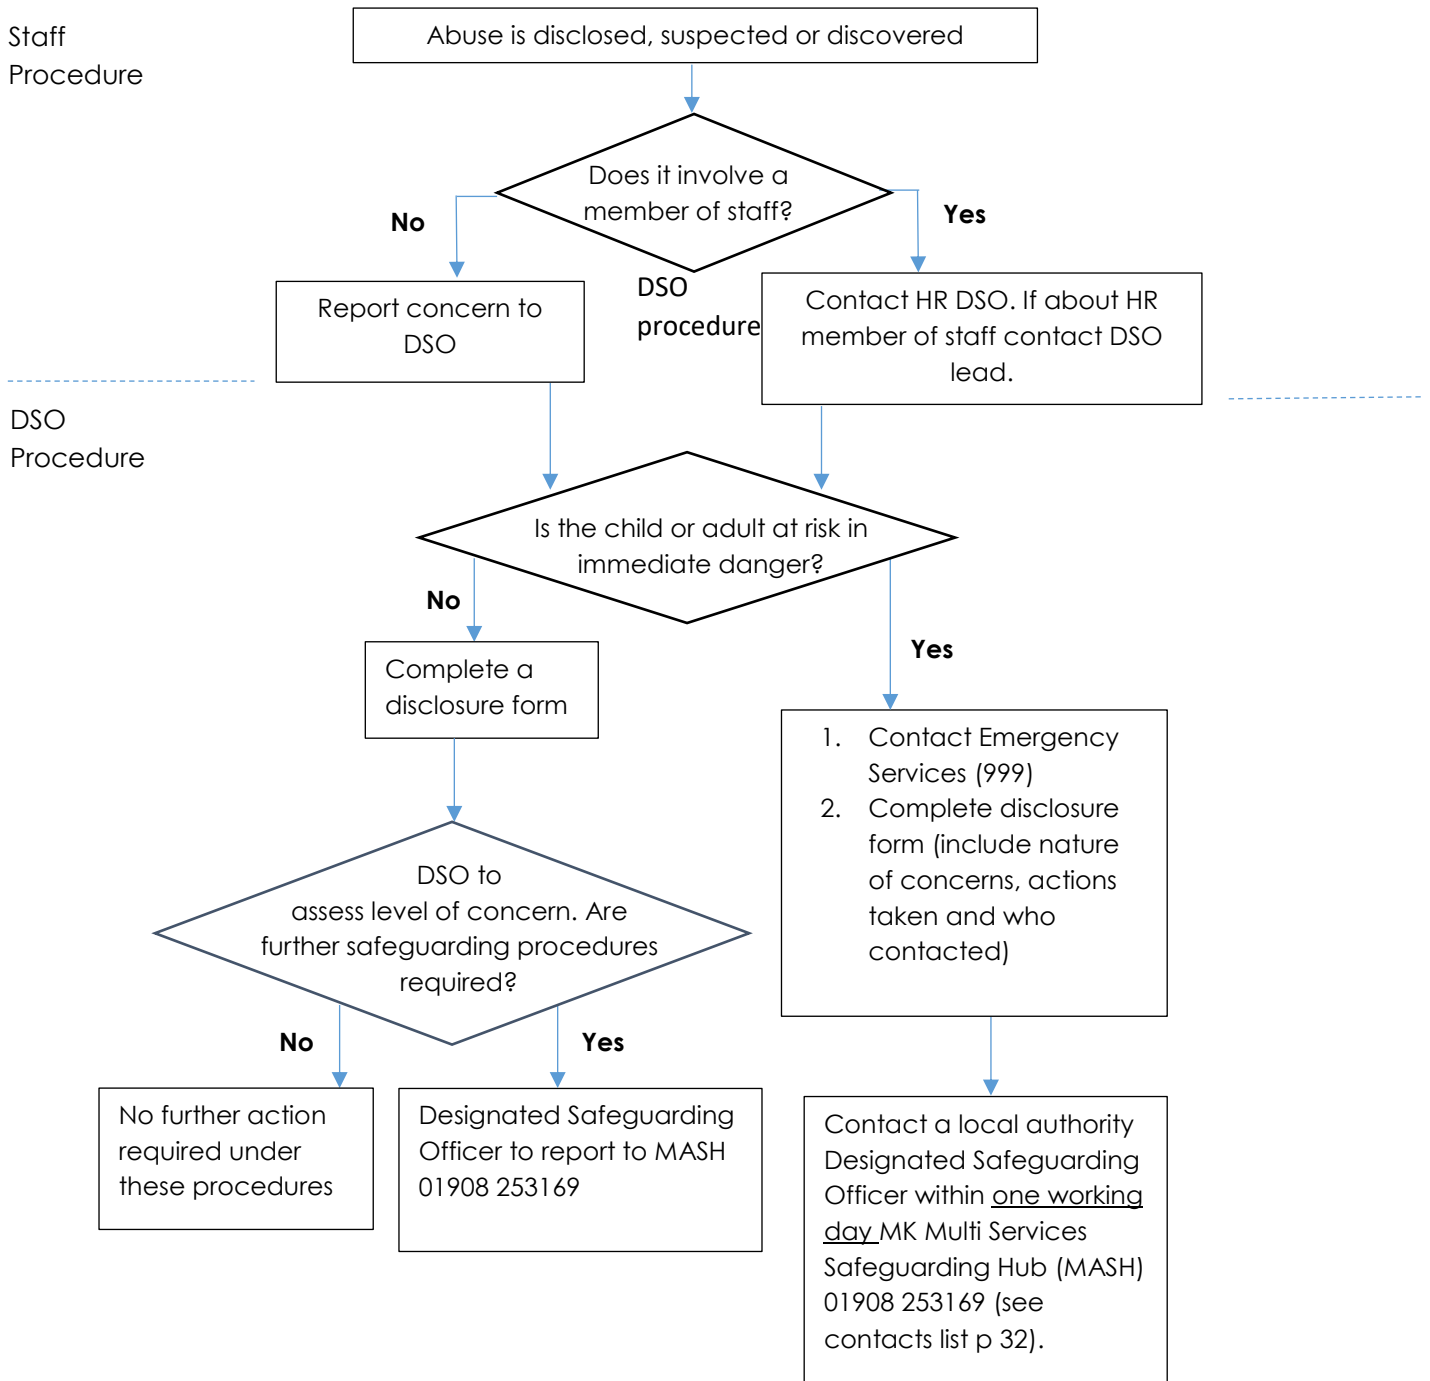 Staff
Procedure
Abuse is disclosed, suspected or discovered
Does it involve a
member of staff?
No
Yes
Report concern to
DSO
DSO
procedure
Contact HR DSO. If about HR
member of staff contact DSO
lead.
DSO
Procedure
Is the child or adult at risk in
immediate danger?
No
Yes
Complete a
disclosure form
1. Contact Emergency
Services (999)
2. Complete disclosure
form (include nature
of concerns, actions
taken and who
contacted)
DSO to
assess level of concern. Are
further safeguarding procedures
required?
No
Yes
No further action
required under
these procedures
Designated Safeguarding
Officer to report to MASH
01908 253169
Contact a local authority
Designated Safeguarding
Officer within one working
day MK Multi Services
Safeguarding Hub (MASH)
01908 253169 (see
contacts list p 32).